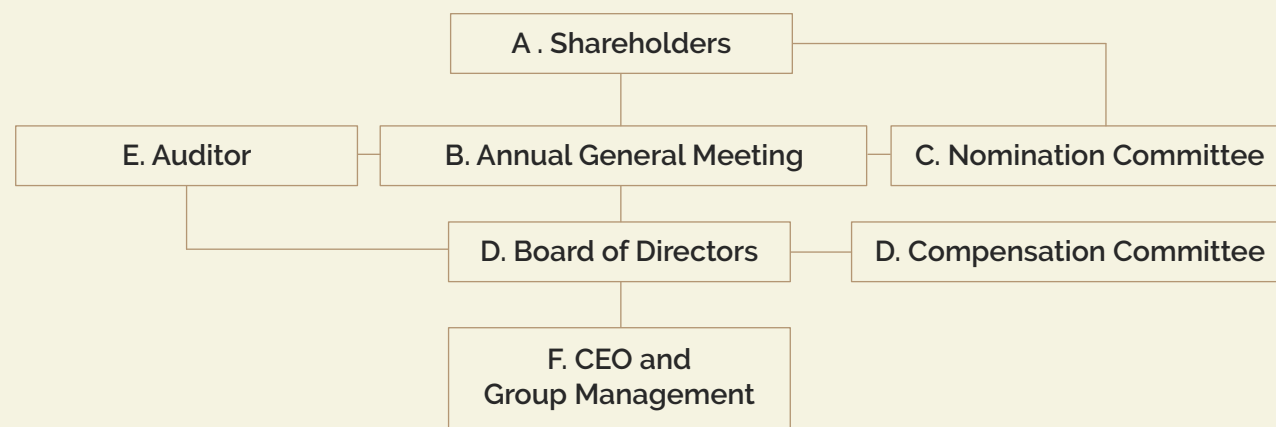 A . Shareholders
E. Auditor
B. Annual General Meeting
C. Nomination Committee
D. Board of Directors
D. Compensation Committee
F. CEO and
Group Management